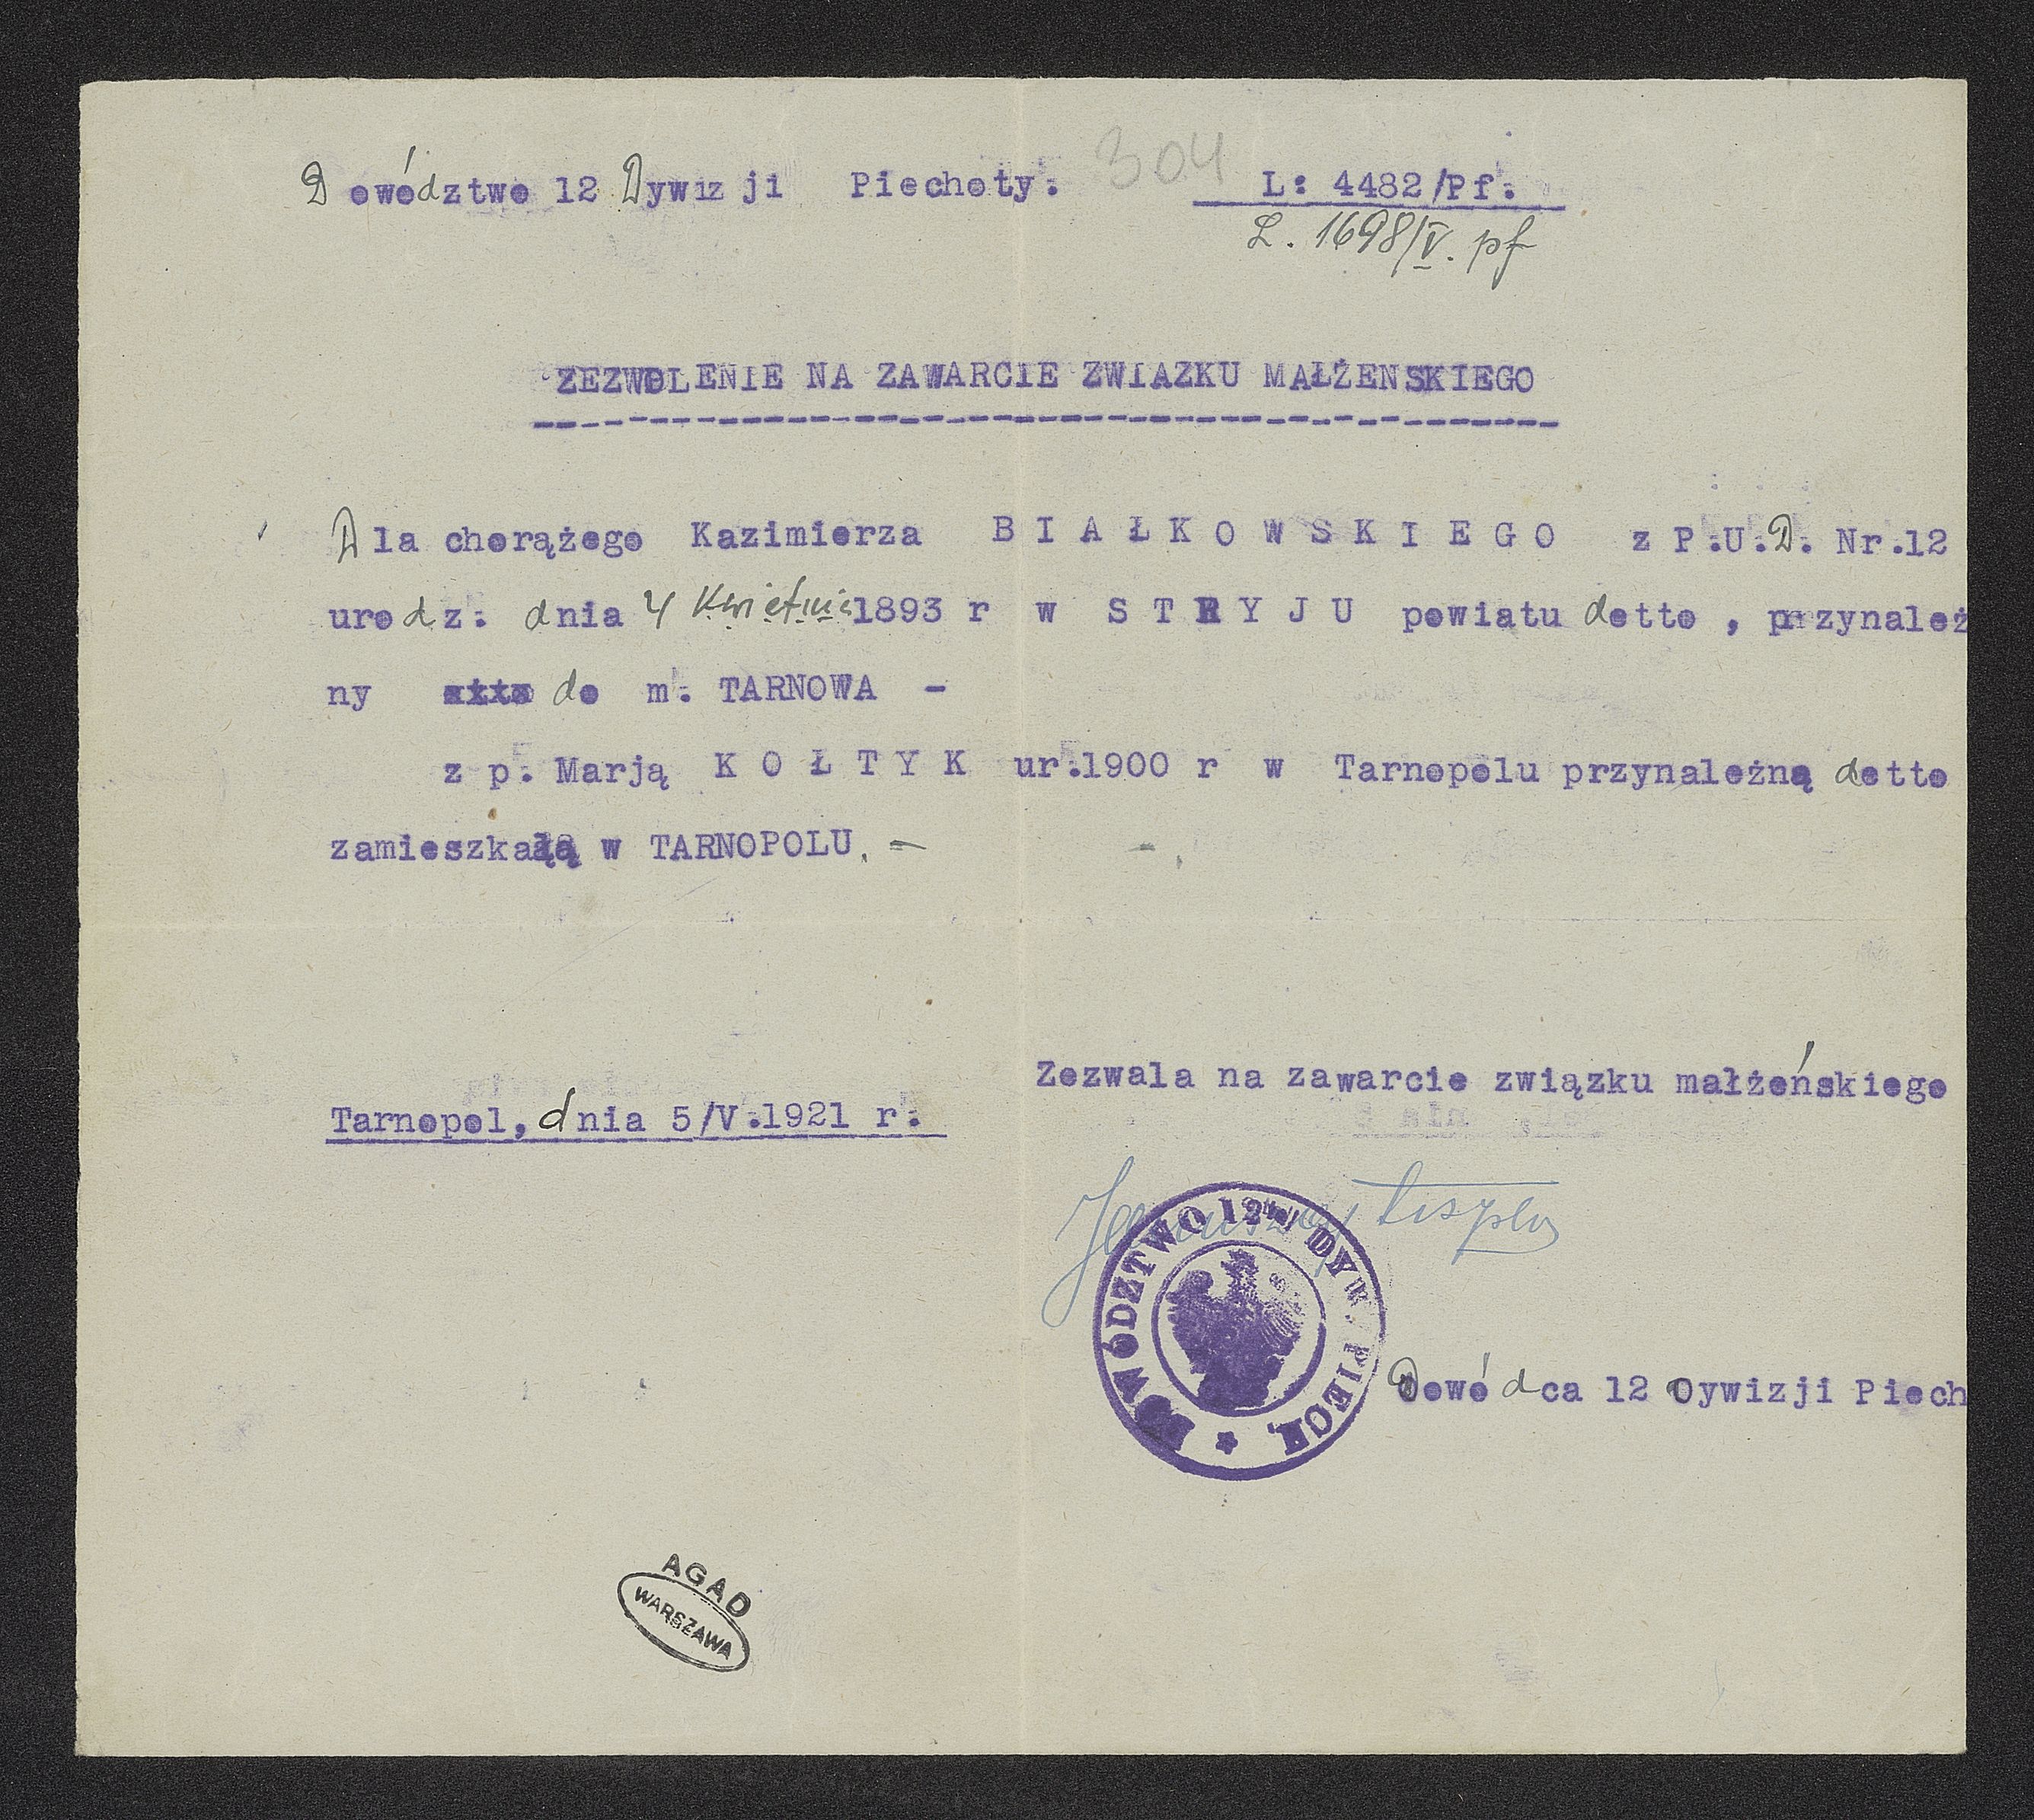 304
Dowództwo 12 Dywizji Piechoty. L: 4482/Pf.
L. 1698/V. pf
ZEZWOLENIE NA ZAWARCIE ZWIAZKU MAŁŻENSKIEGO
Dla chorążego Kazimierza BIAŁKOWSKIEGO z P.U.D. Nr.12
urodz. dnia 4 Kwietnia 1893 r w STRYJU powiatu detto , przynależ
ny do m. TARNOWA -
z p. Marją KOŁTYK ur.1900 r w Tarnopolu przynależną detto
zamieszkałą w TARNOPOLU. -
Zezwala na zawarcie związku małżeńskiego
Tarnopol, dnia 5/V.1921 r.
DOWÓDZTWO 12tej DYW. PIECH.
Dowódca 12 Dywizji Piech
AGAD
WARSZAWA